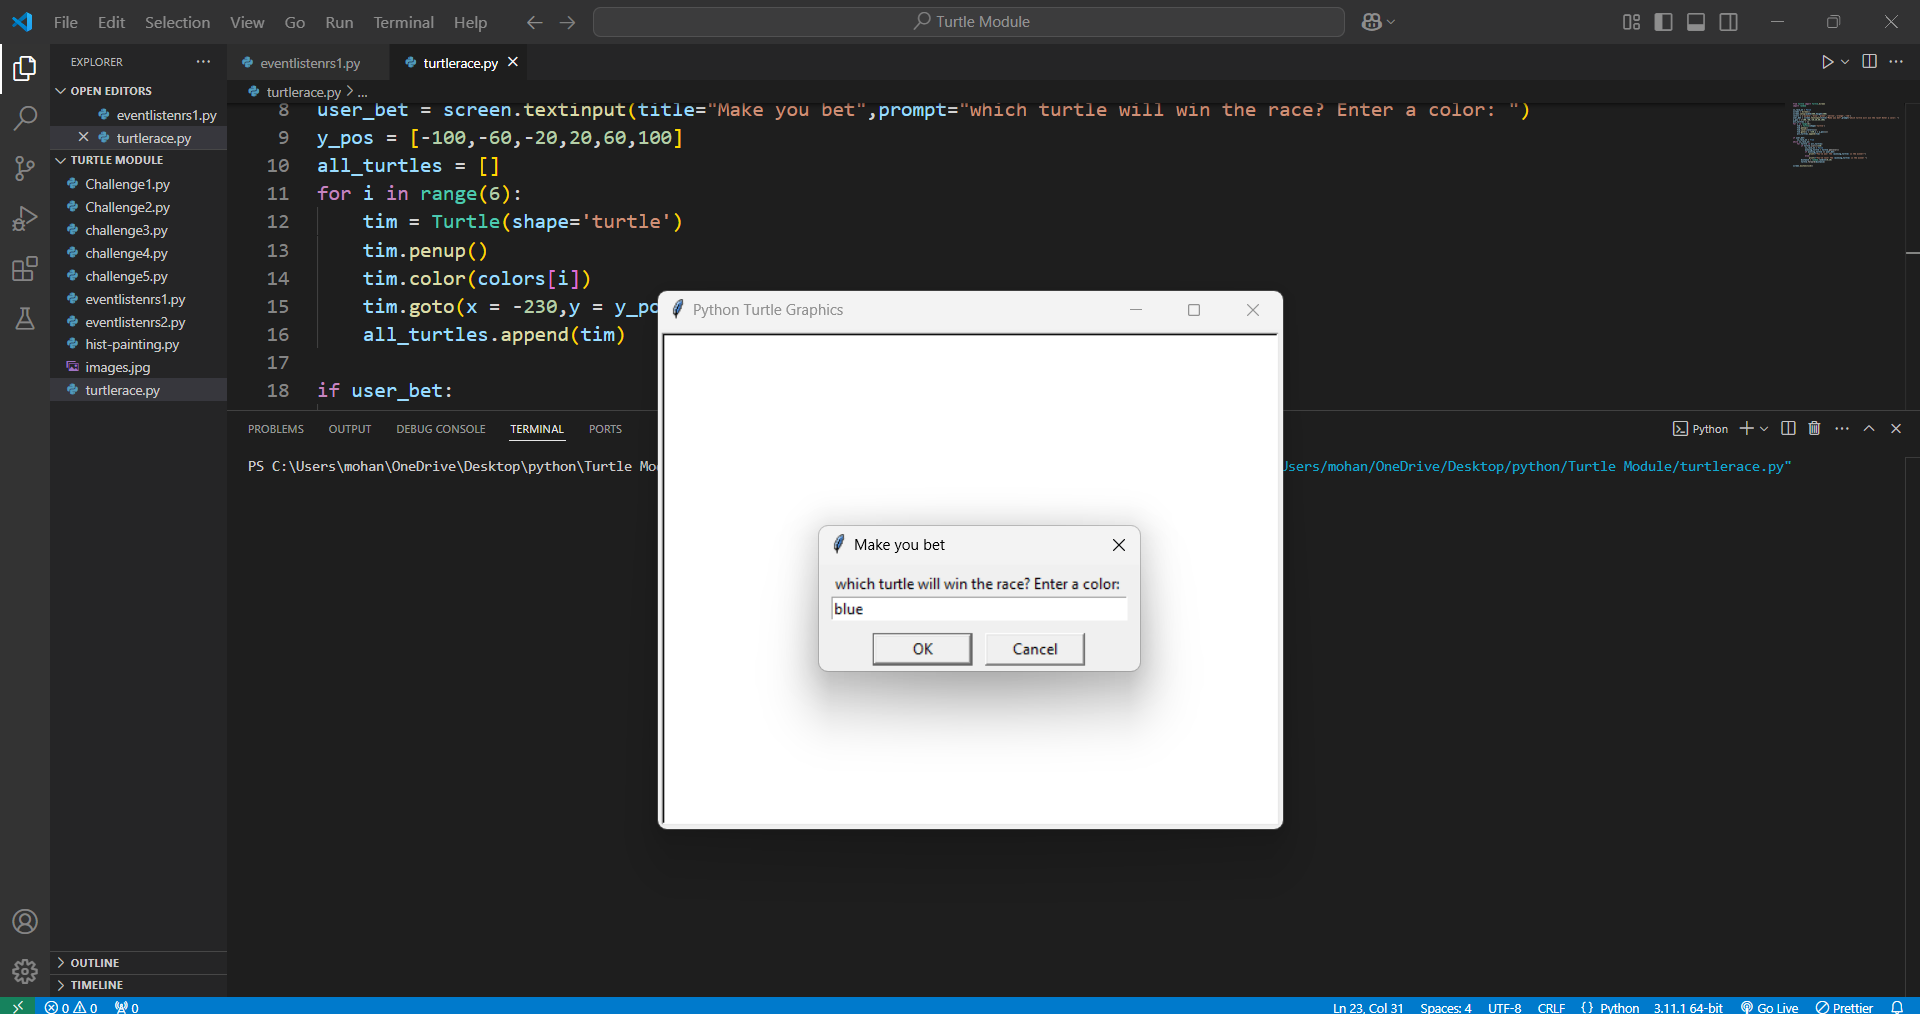 File Edit Selection View Go Run Terminal Help
Turtle Module
EXPLORER
OPEN EDITORS
eventlistenrs1.py
turtlerace.py
TURTLE MODULE
Challenge1.py
Challenge2.py
challenge3.py
challenge4.py
challenge5.py
eventlistenrs1.py
eventlistenrs2.py
hist-painting.py
images.jpg
turtlerace.py
OUTLINE
TIMELINE
eventlistenrs1.py turtlerace.py
turtlerace.py > ...
8 user_bet = screen.textinput(title="Make you bet",prompt="which turtle will win the race? Enter a color: ")
9 y_pos = [-100,-60,-20,20,60,100]
10 all_turtles = []
11 for i in range(6):
12 tim = Turtle(shape='turtle')
13 tim.penup()
14 tim.color(colors[i])
15 tim.goto(x = -230,y = y_po
16 all_turtles.append(tim)
17
18 if user_bet:
PROBLEMS OUTPUT DEBUG CONSOLE TERMINAL PORTS
Python
PS C:\Users\mohan\OneDrive\Desktop\python\Turtle Mo sers/mohan/OneDrive/Desktop/python/Turtle Module/turtlerace.py"
Python Turtle Graphics
Make you bet
which turtle will win the race? Enter a color:
blue
OK Cancel
0 0 0
Ln 23, Col 31 Spaces: 4 UTF-8 CRLF {} Python 3.11.1 64-bit Go Live Prettier